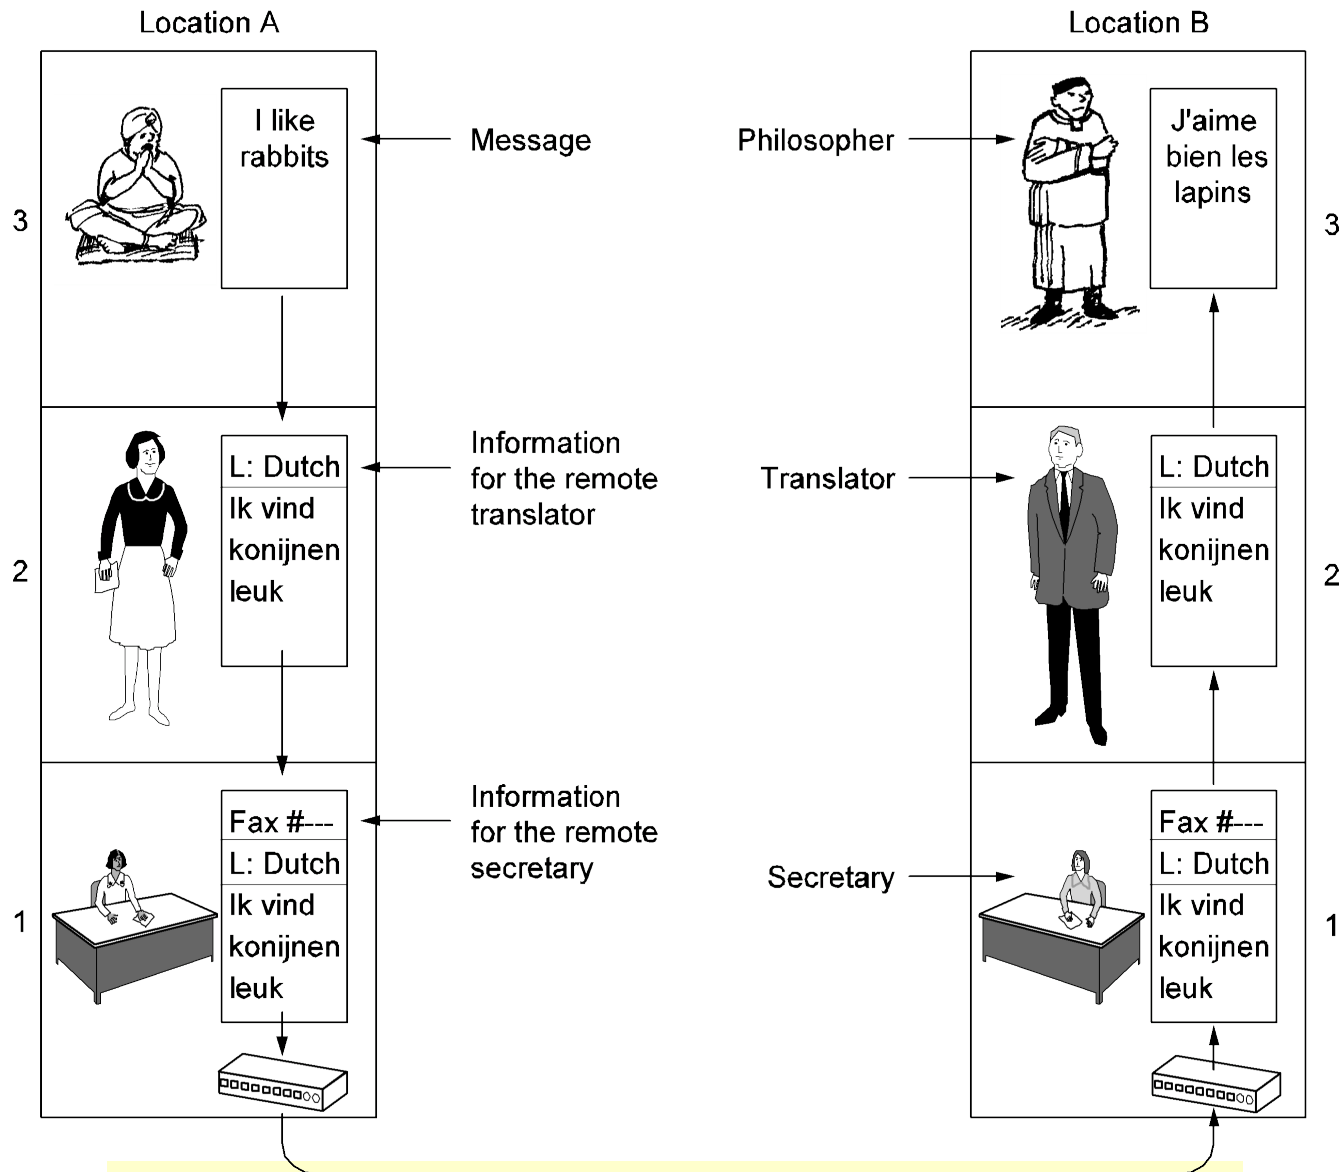 Location A
Location B
I like
rabbits
Message
Philosopher
J'aime
bien les
lapins
3
3
L: Dutch
Ik vind
konijnen
leuk
Information
for the remote
translator
Translator
L: Dutch
Ik vind
konijnen
leuk
2
2
Fax #---
L: Dutch
Ik vind
konijnen
leuk
Information
for the remote
secretary
Secretary
Fax #---
L: Dutch
Ik vind
konijnen
leuk
1
1